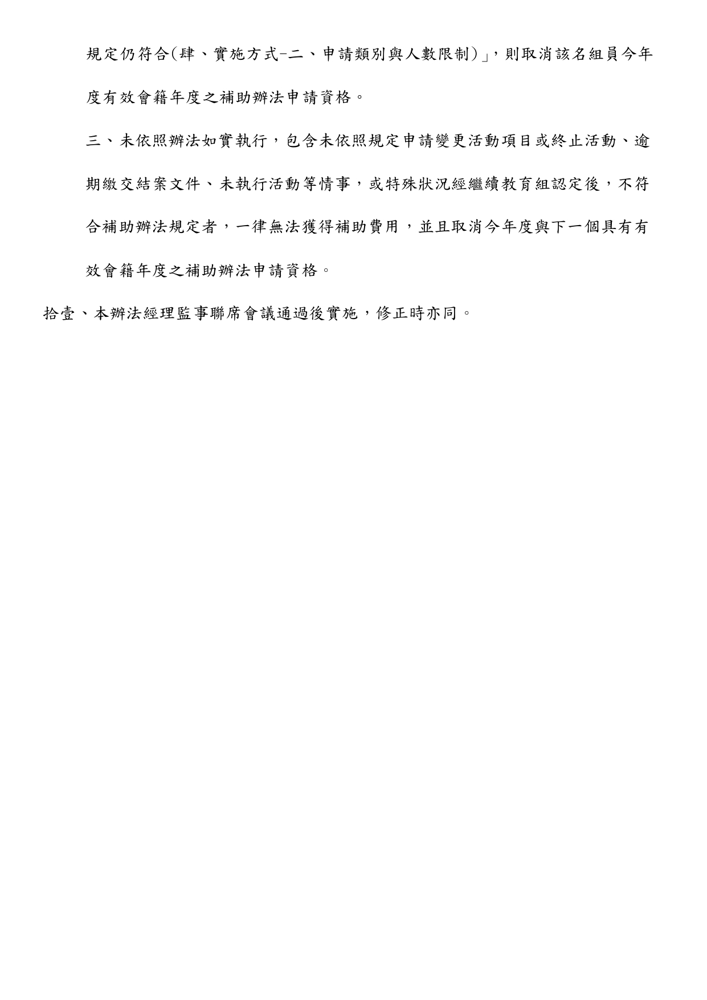 規定仍符合(肆、實施方式-二、申請類別與人數限制)」，則取消該名組員今年
度有效會籍年度之補助辦法申請資格。
三、未依照辦法如實執行，包含未依照規定申請變更活動項目或終止活動、逾
期繳交結案文件、未執行活動等情事，或特殊狀況經繼續教育組認定後，不符
合補助辦法規定者，一律無法獲得補助費用，並且取消今年度與下一個具有有
效會籍年度之補助辦法申請資格。
拾壹、本辦法經理監事聯席會議通過後實施，修正時亦同。